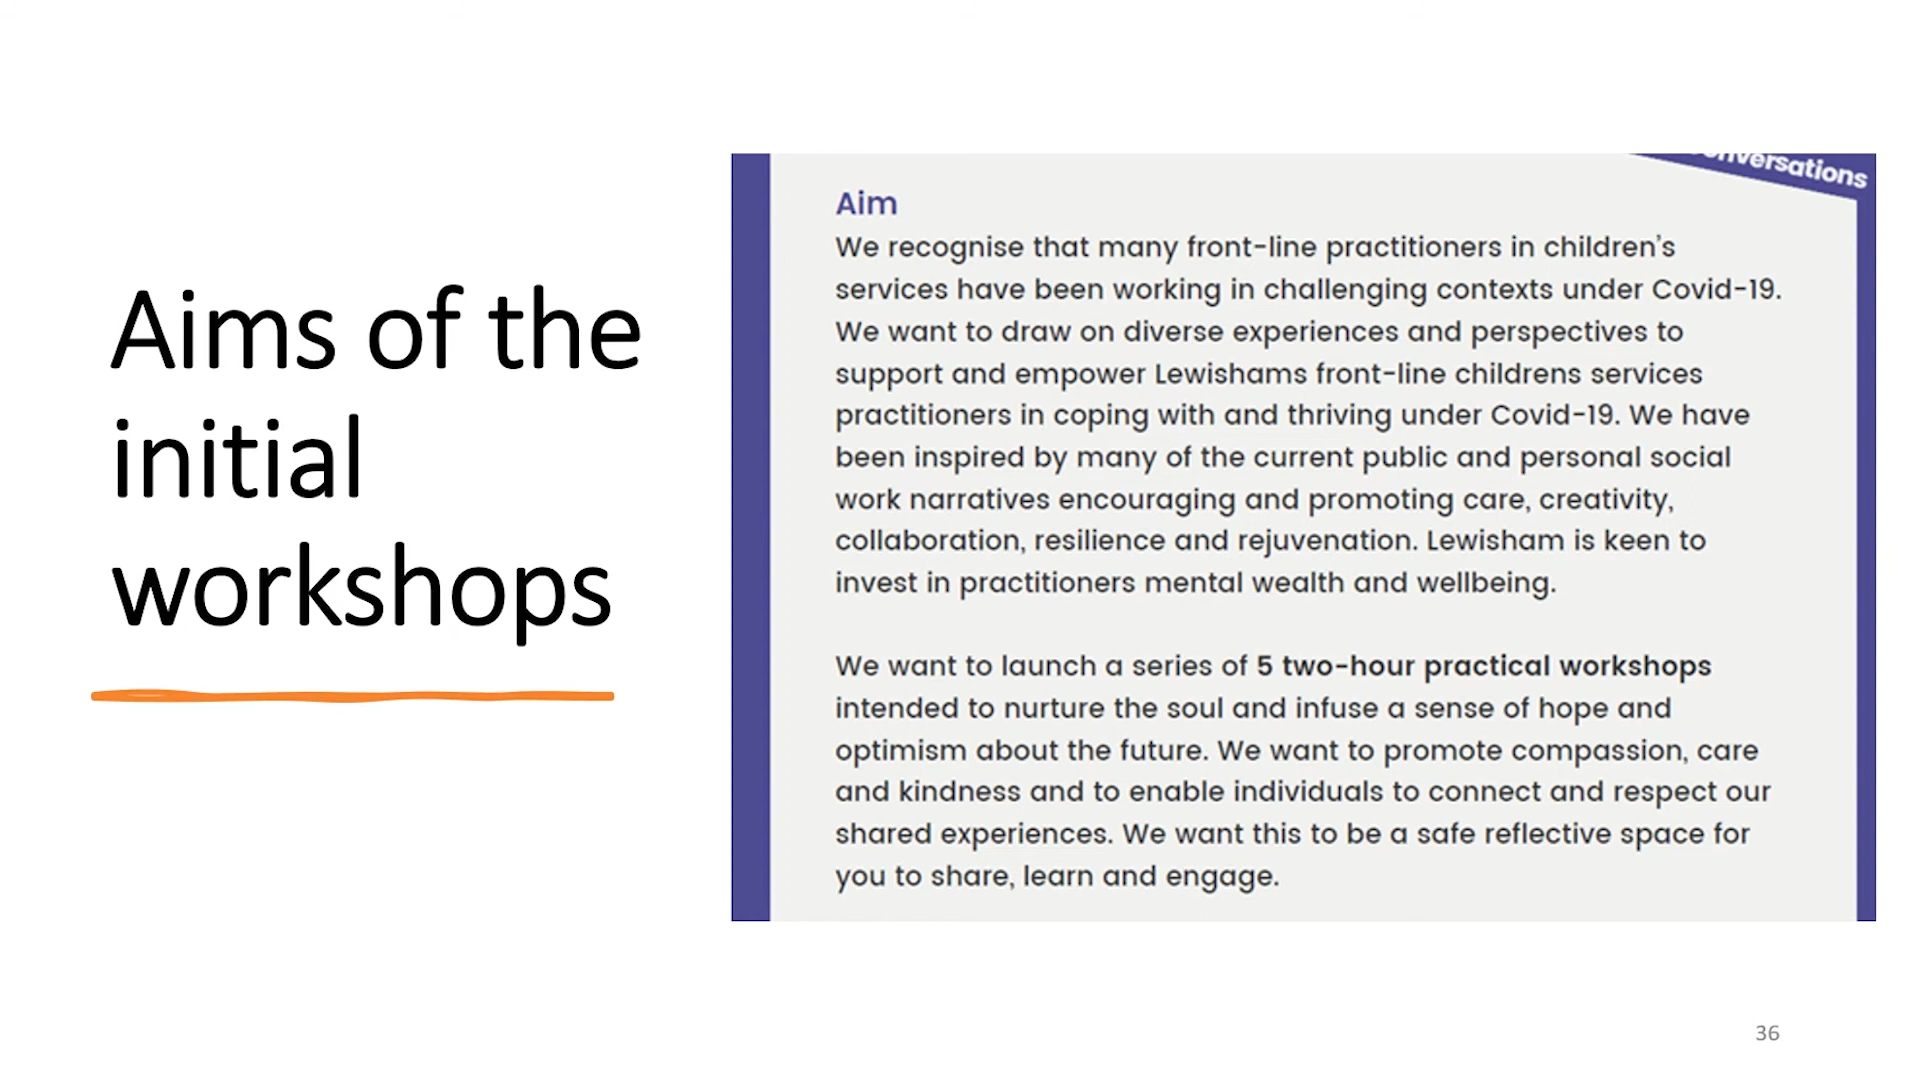 Aims of the
initial
workshops
Aim
We recognise that many front-line practitioners in children's
services have been working in challenging contexts under Covid-19.
We want to draw on diverse experiences and perspectives to
support and empower Lewishams front-line childrens services
practitioners in coping with and thriving under Covid-19. We have
been inspired by many of the current public and personal social
work narratives encouraging and promoting care, creativity,
collaboration, resilience and rejuvenation. Lewisham is keen to
invest in practitioners mental wealth and wellbeing.
We want to launch a series of 5 two-hour practical workshops
intended to nurture the soul and infuse a sense of hope and
optimism about the future. We want to promote compassion, care
and kindness and to enable individuals to connect and respect our
shared experiences. We want this to be a safe reflective space for
you to share, learn and engage.
36